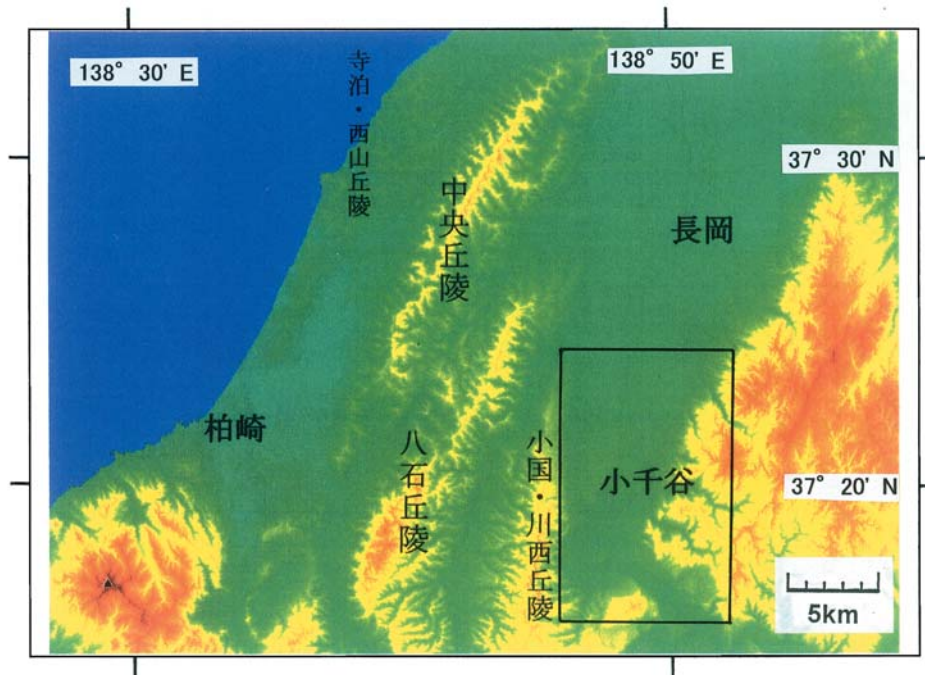 138° 30' E
138° 50' E
寺泊・西山丘陵
37° 30' N
中央丘陵
長岡
柏崎
八石丘陵
小国・川西丘陵
小千谷
37° 20' N
5km